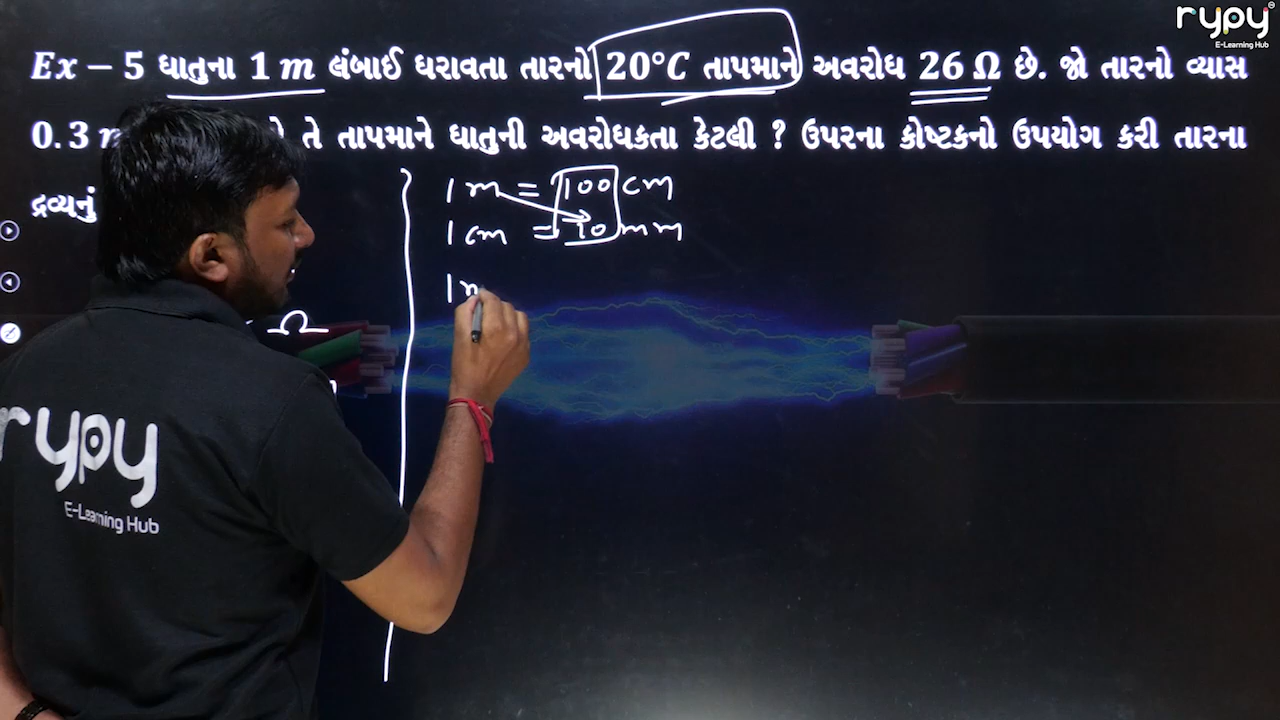 rypy
E-Learning Hub
Ex – 5 ધાતુના 1 m લંબાઈ ધરાવતા તારનો 20°C તાપમાને અવરોધ 26 Ω છે. જો તારનો વ્યાસ
0.3 તે તાપમાને ધાતુની અવરોધકતા કેટલી ? ઉપરના કોષ્ટકનો ઉપયોગ કરી તારના
દ્રવ્યનું
1 m = 100 cm
1 cm = 10 mm
1
Ω
rypy
E-Learning Hub